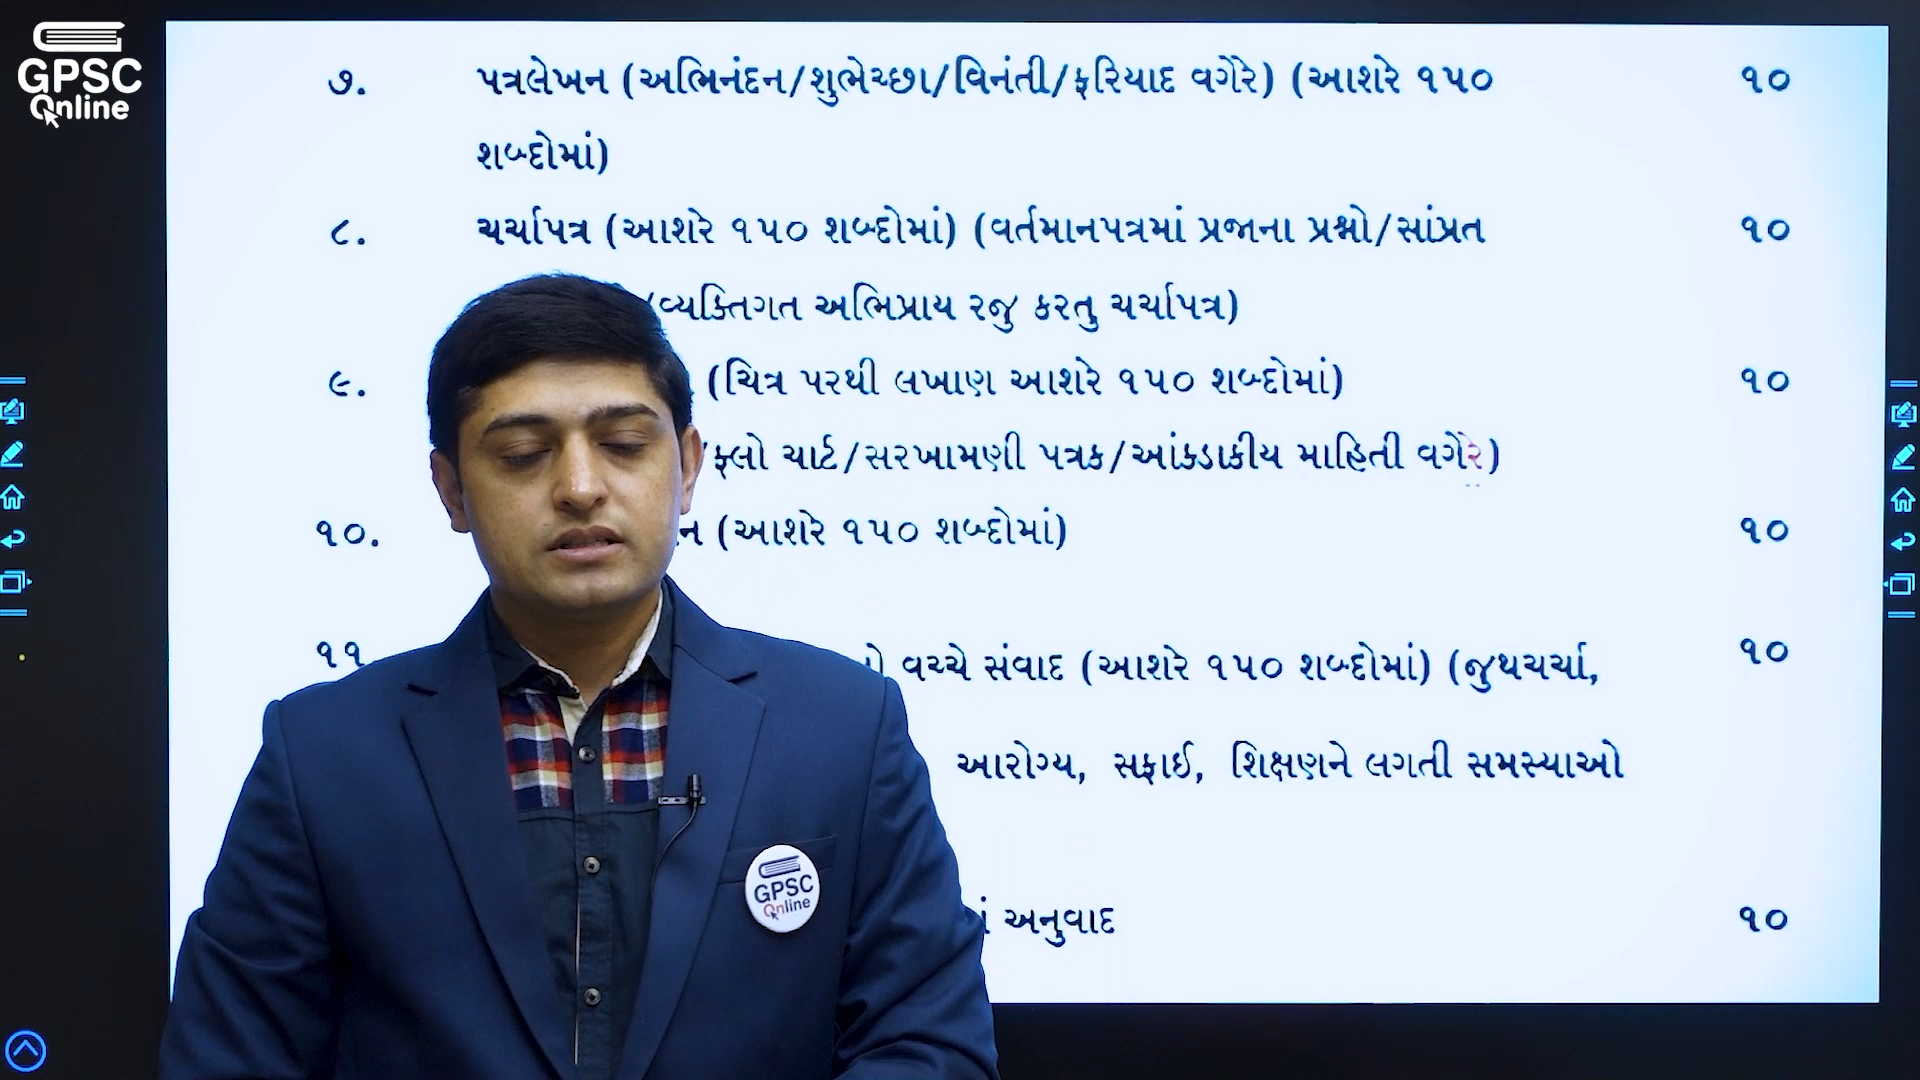 GPSC
Online
૭. પત્રલેખન (અભિનંદન/શુભેચ્છા/વિનંતી/ફરિયાદ વગેરે) (આશરે ૧૫૦ ૧૦
શબ્દોમાં)
૮. ચર્ચાપત્ર (આશરે ૧૫૦ શબ્દોમાં) (વર્તમાનપત્રમાં પ્રજાના પ્રશ્નો/સાંપ્રત ૧૦
/વ્યક્તિગત અભિપ્રાય રજુ કરતુ ચર્ચાપત્ર)
૯. (ચિત્ર પરથી લખાણ આશરે ૧૫૦ શબ્દોમાં) ૧૦
/ફ્લો ચાર્ટ/સરખામણી પત્રક/આંકડાકીય માહિતી વગેરે)
૧૦. ન (આશરે ૧૫૦ શબ્દોમાં) ૧૦
૧૧. વચ્ચે સંવાદ (આશરે ૧૫૦ શબ્દોમાં) (જુથચર્ચા, ૧૦
આરોગ્ય, સફાઈ, શિક્ષણને લગતી સમસ્યાઓ
અનુવાદ ૧૦
GPSC
Online